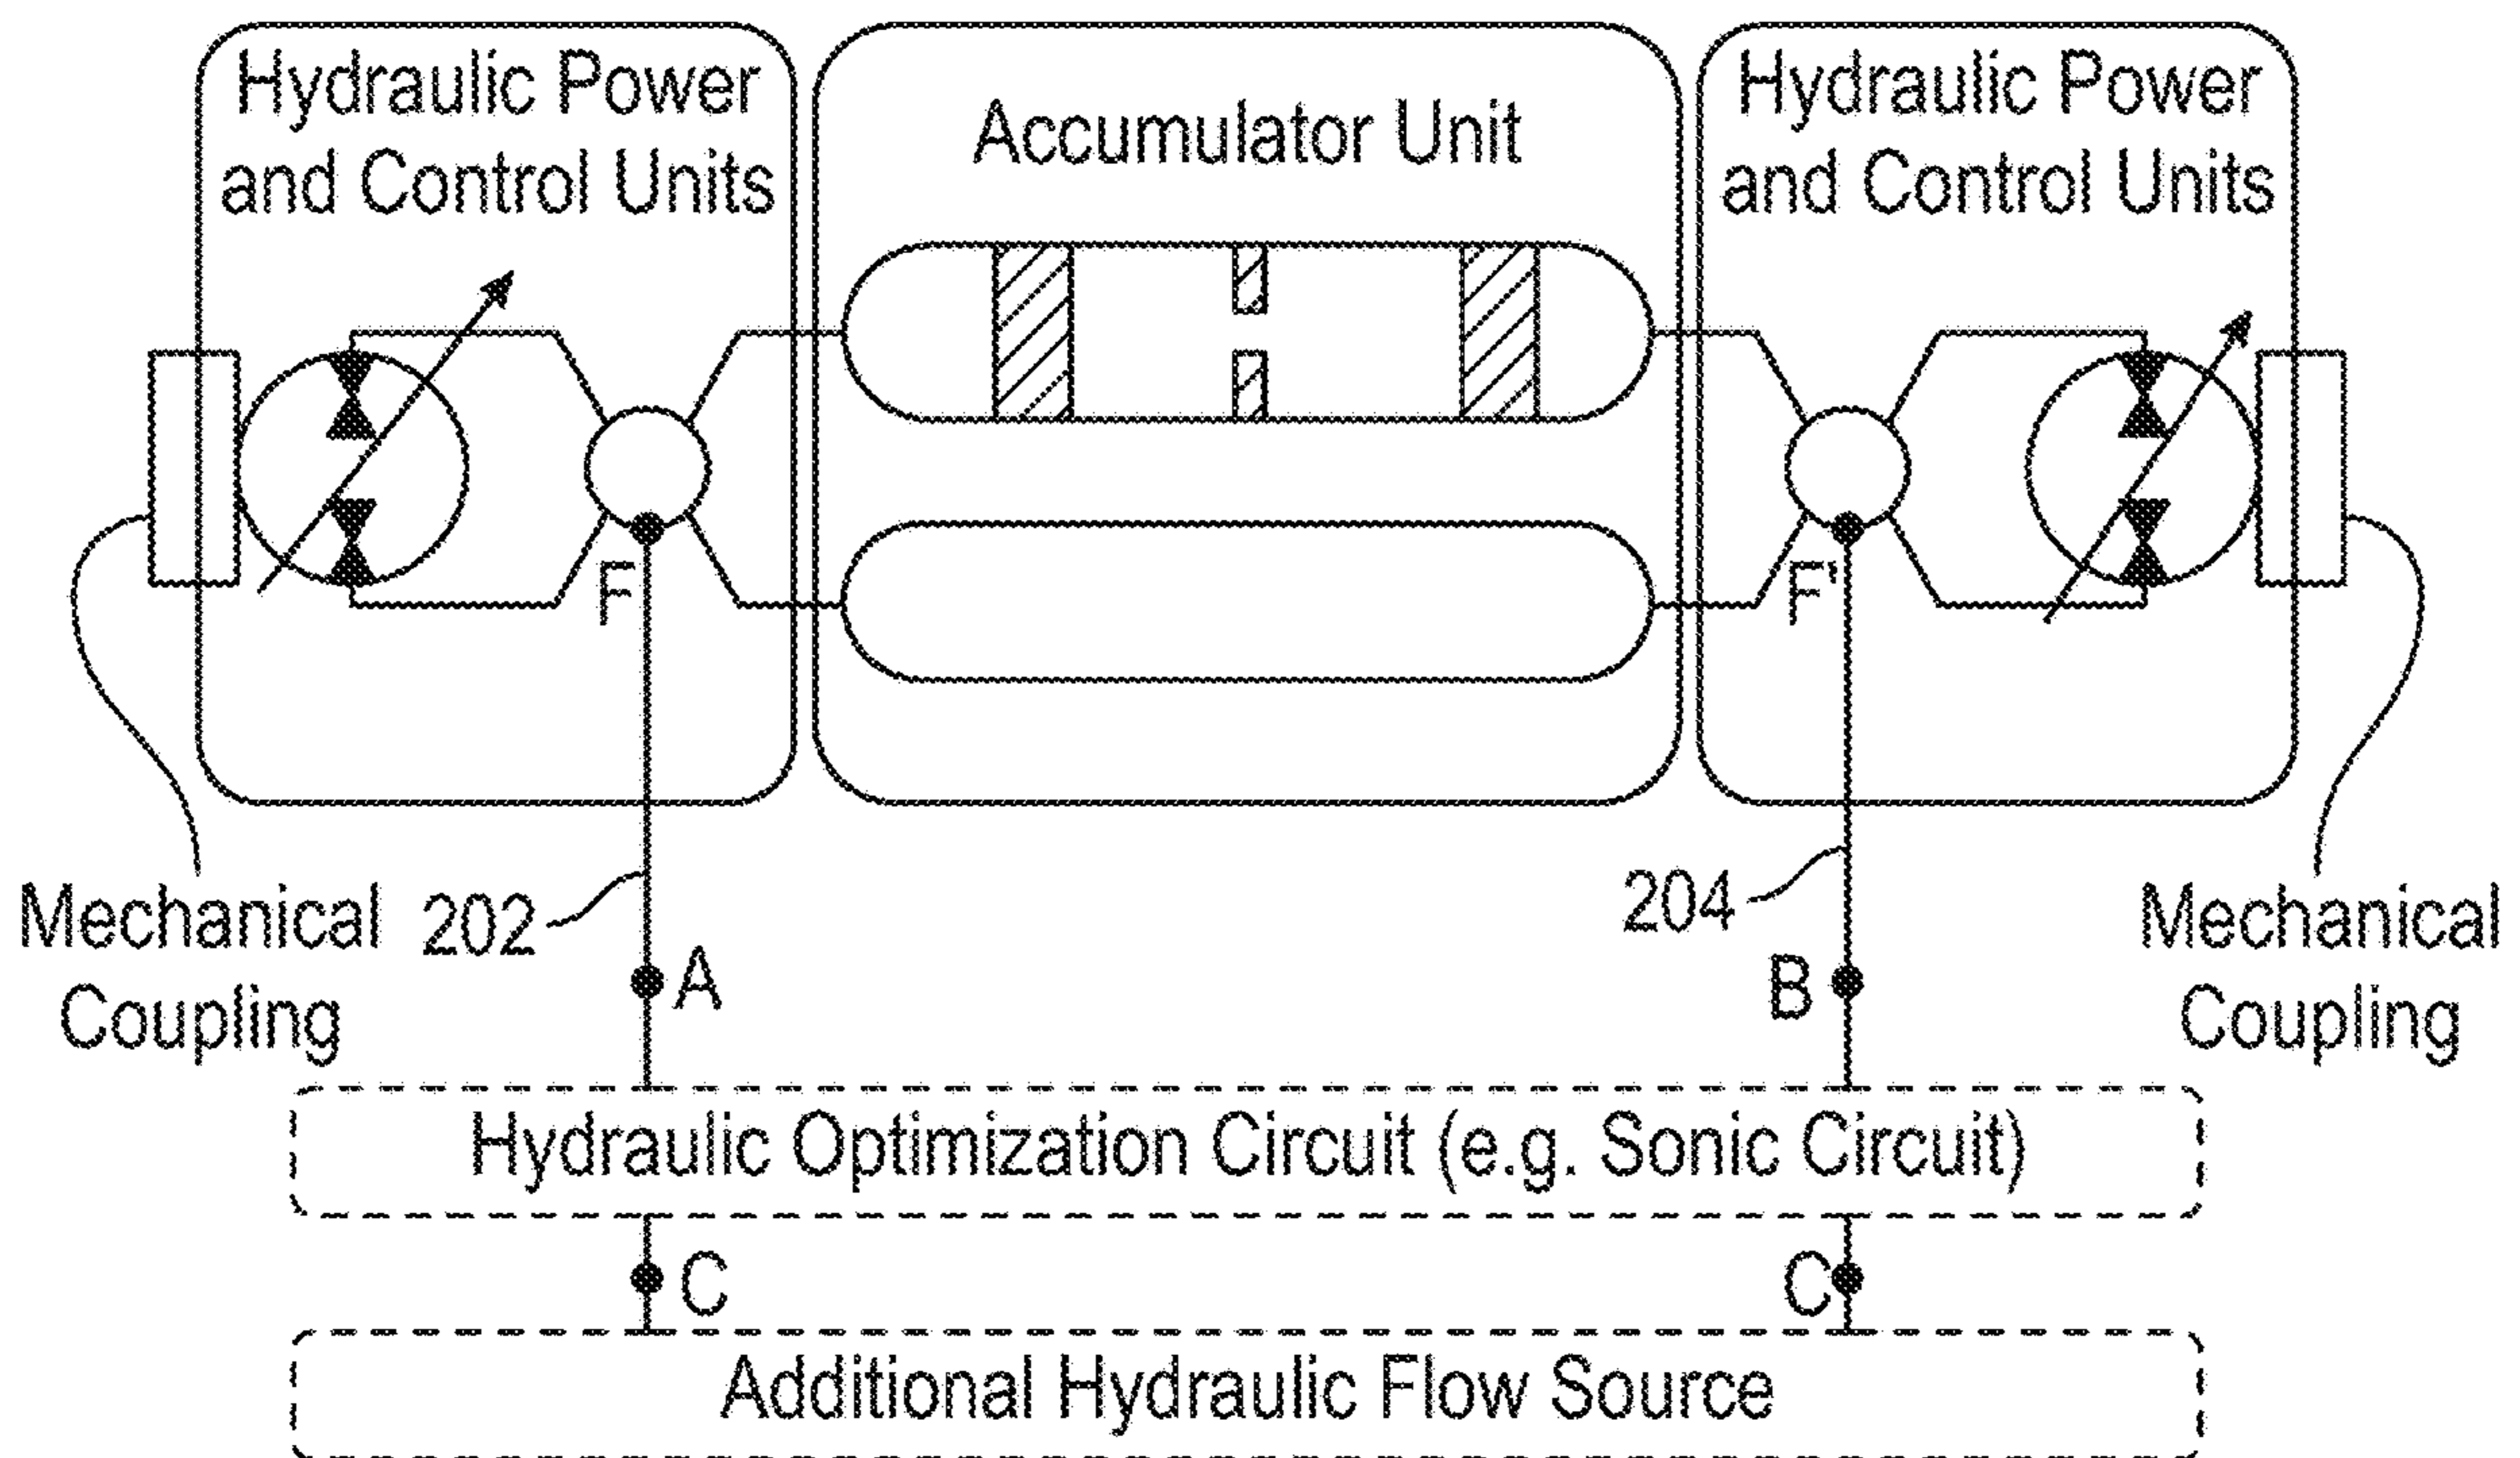 Hydraulic Power
and Control Units
Accumulator Unit
Hydraulic Power
and Control Units
F
F'
Mechanical
Coupling
202
A
204
B
Mechanical
Coupling
Hydraulic Optimization Circuit (e.g. Sonic Circuit)
C
C
Additional Hydraulic Flow Source